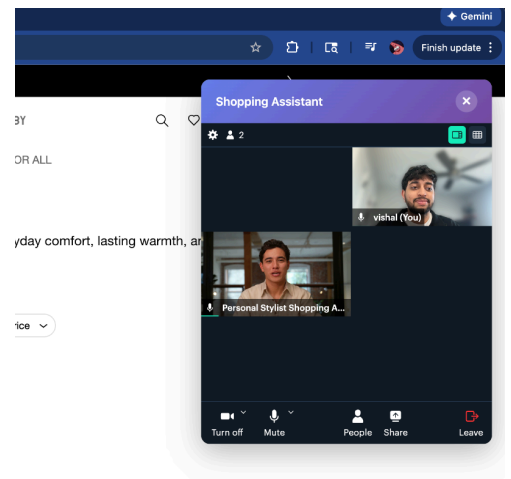 Gemini
Finish update
Shopping Assistant
BY
2
OR ALL
vishal (You)
yday comfort, lasting warmth, ar
Personal Stylist Shopping A...
rice
Turn off
Mute
People
Share
Leave